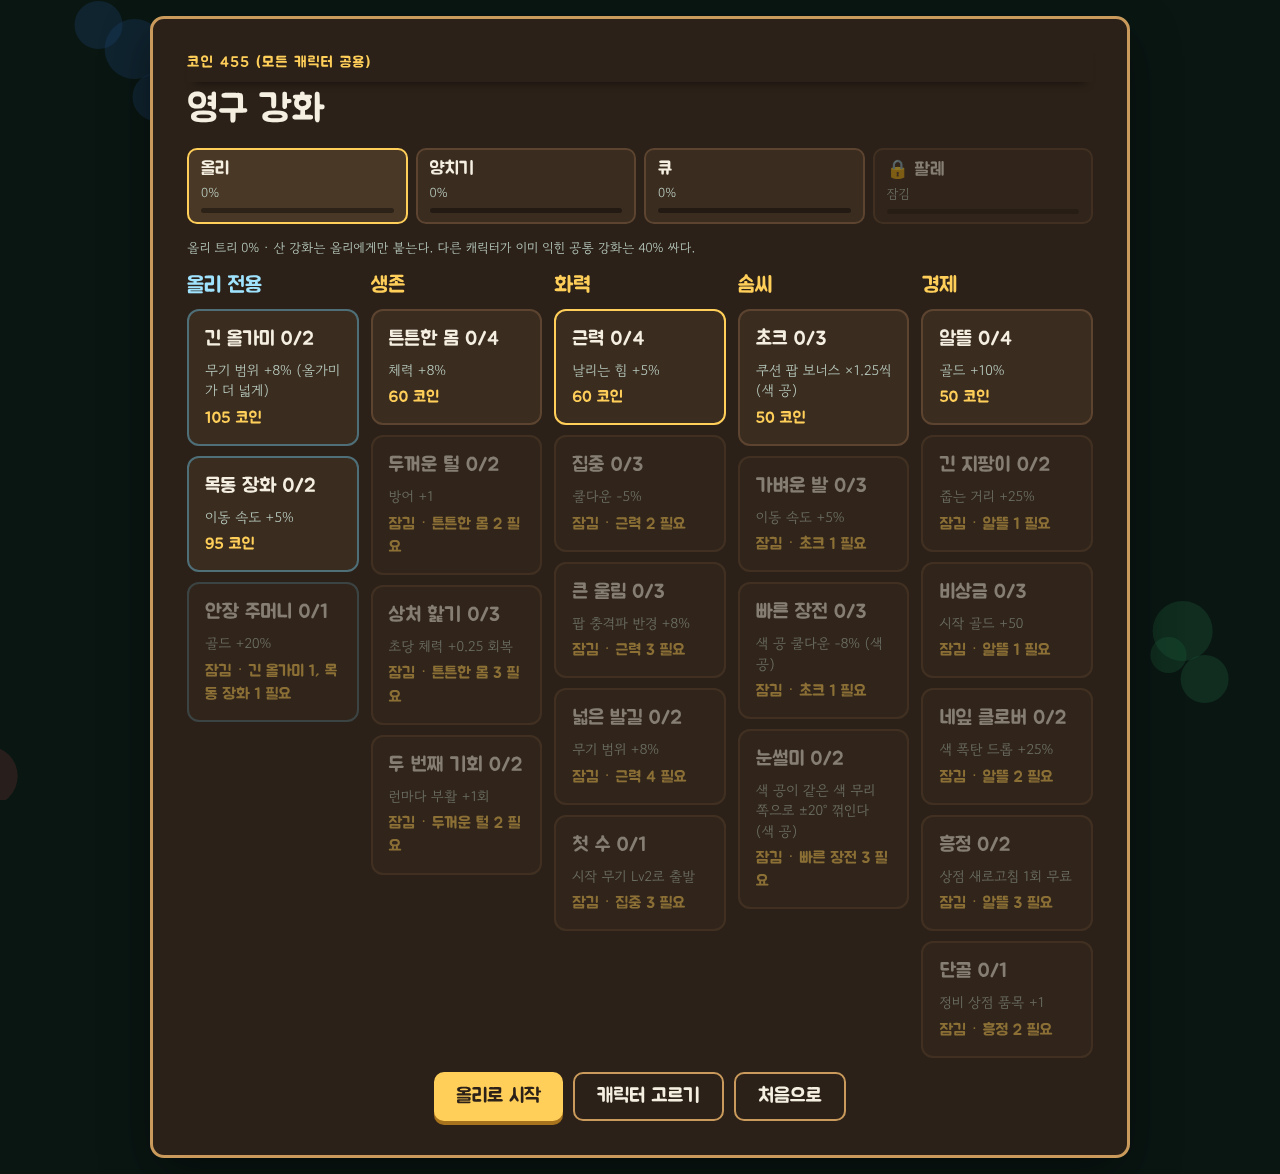 코인 455 (모든 캐릭터 공용)
영구 강화
올리
0%
양치기
0%
큐
0%
🔒 팔레
잠김
올리 트리 0% · 산 강화는 올리에게만 붙는다. 다른 캐릭터가 이미 익힌 공통 강화는 40% 싸다.
올리 전용
긴 올가미 0/2
무기 범위 +8% (올가미
가 더 넓게)
105 코인
목동 장화 0/2
이동 속도 +5%
95 코인
안장 주머니 0/1
골드 +20%
잠김 · 긴 올가미 1, 목
동 장화 1 필요
생존
튼튼한 몸 0/4
체력 +8%
60 코인
두꺼운 털 0/2
방어 +1
잠김 · 튼튼한 몸 2 필
요
상처 핥기 0/3
초당 체력 +0.25 회복
잠김 · 튼튼한 몸 3 필
요
두 번째 기회 0/2
런마다 부활 +1회
잠김 · 두꺼운 털 2 필
요
화력
근력 0/4
날리는 힘 +5%
60 코인
집중 0/3
쿨다운 -5%
잠김 · 근력 2 필요
큰 울림 0/3
팝 충격파 반경 +8%
잠김 · 근력 3 필요
넓은 발길 0/2
무기 범위 +8%
잠김 · 근력 4 필요
첫 수 0/1
시작 무기 Lv2로 출발
잠김 · 집중 3 필요
솜씨
초크 0/3
쿠션 팝 보너스 ×1.25씩
(색 공)
50 코인
가벼운 발 0/3
이동 속도 +5%
잠김 · 초크 1 필요
빠른 장전 0/3
색 공 쿨다운 -8% (색
공)
잠김 · 초크 1 필요
눈썰미 0/2
색 공이 같은 색 무리
쪽으로 ±20° 꺾인다
(색 공)
잠김 · 빠른 장전 3 필
요
경제
알뜰 0/4
골드 +10%
50 코인
긴 지팡이 0/2
줍는 거리 +25%
잠김 · 알뜰 1 필요
비상금 0/3
시작 골드 +50
잠김 · 알뜰 1 필요
네잎 클로버 0/2
색 폭탄 드롭 +25%
잠김 · 알뜰 2 필요
흥정 0/2
상점 새로고침 1회 무료
잠김 · 알뜰 3 필요
단골 0/1
정비 상점 품목 +1
잠김 · 흥정 2 필요
올리로 시작
캐릭터 고르기
처음으로